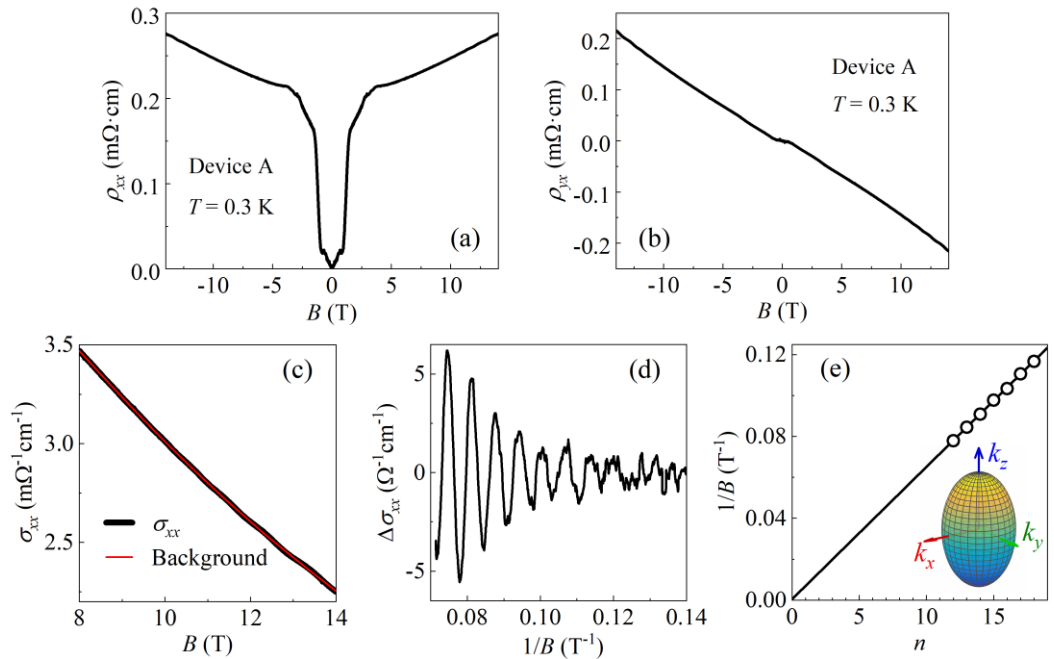 0.3
0.2
0.1
0.0
ρxx (mΩ·cm)
Device A
T = 0.3 K
(a)
-10 -5 0 5 10
B (T)
0.2
0.1
0.0
-0.1
-0.2
ρyx (mΩ·cm)
Device A
T = 0.3 K
(b)
-10 -5 0 5 10
B (T)
3.5
3.0
2.5
σxx (mΩ⁻¹cm⁻¹)
(c)
σxx
Background
8 10 12 14
B (T)
5
0
-5
Δσxx (Ω⁻¹cm⁻¹)
(d)
0.08 0.10 0.12 0.14
1/B (T⁻¹)
0.12
0.08
0.04
0.00
1/B (T⁻¹)
(e)
kz
ky
kx
0 5 10 15
n